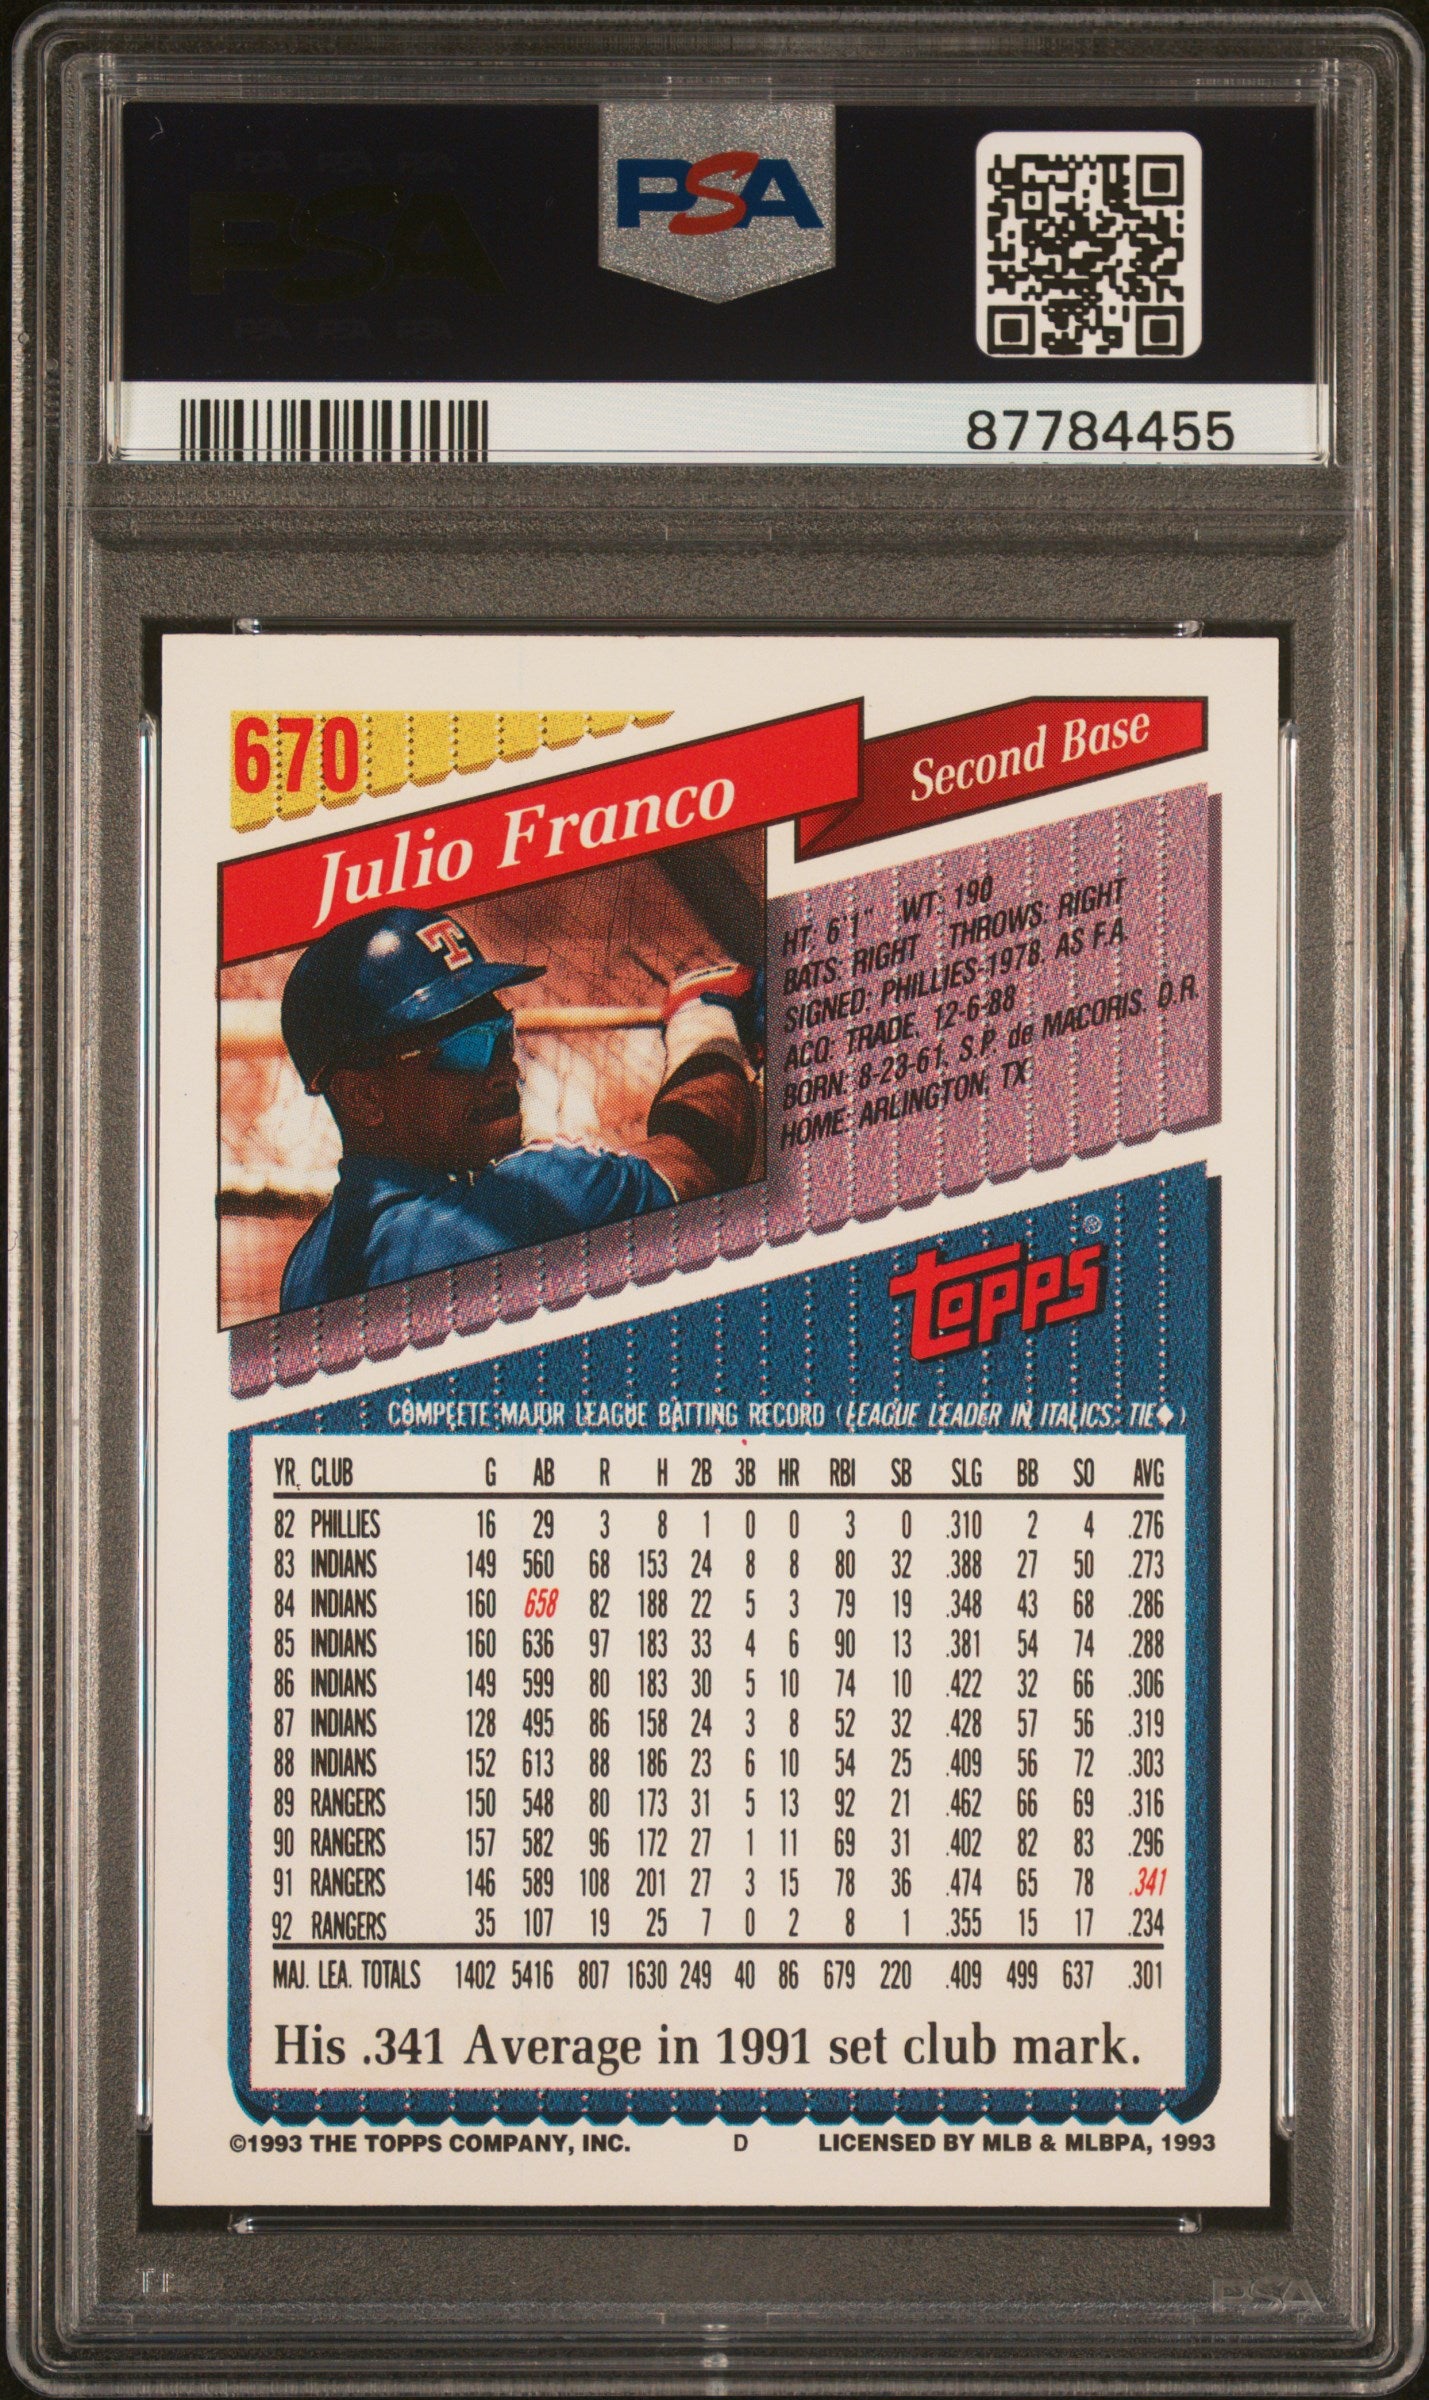 PSA PSA PSA
PSA
PSA PSA PSA
PSA
87784455
670
Julio Franco
Second Base
T
HT: 6'1" WT: 190
BATS: RIGHT THROWS: RIGHT
SIGNED: PHILLIES-1978. AS F.A.
ACQ: TRADE, 12-6-88
BORN: 8-23-61, S.P. de MACORIS, D.R.
HOME: ARLINGTON, TX
TOPPS®
COMPLETE MAJOR LEAGUE BATTING RECORD (LEAGUE LEADER IN ITALICS, TIE◆)
YR. CLUB G AB R H 2B 3B HR RBI SB SLG BB SO AVG
82 PHILLIES 16 29 3 8 1 0 0 3 0 .310 2 4 .276
83 INDIANS 149 560 68 153 24 8 8 80 32 .388 27 50 .273
84 INDIANS 160 658 82 188 22 5 3 79 19 .348 43 68 .286
85 INDIANS 160 636 97 183 33 4 6 90 13 .381 54 74 .288
86 INDIANS 149 599 80 183 30 5 10 74 10 .422 32 66 .306
87 INDIANS 128 495 86 158 24 3 8 52 32 .428 57 56 .319
88 INDIANS 152 613 88 186 23 6 10 54 25 .409 56 72 .303
89 RANGERS 150 548 80 173 31 5 13 92 21 .462 66 69 .316
90 RANGERS 157 582 96 172 27 1 11 69 31 .402 82 83 .296
91 RANGERS 146 589 108 201 27 3 15 78 36 .474 65 78 .341
92 RANGERS 35 107 19 25 7 0 2 8 1 .355 15 17 .234
MAJ. LEA. TOTALS 1402 5416 807 1630 249 40 86 679 220 .409 499 637 .301
His .341 Average in 1991 set club mark.
©1993 THE TOPPS COMPANY, INC. D LICENSED BY MLB & MLBPA, 1993
PSA